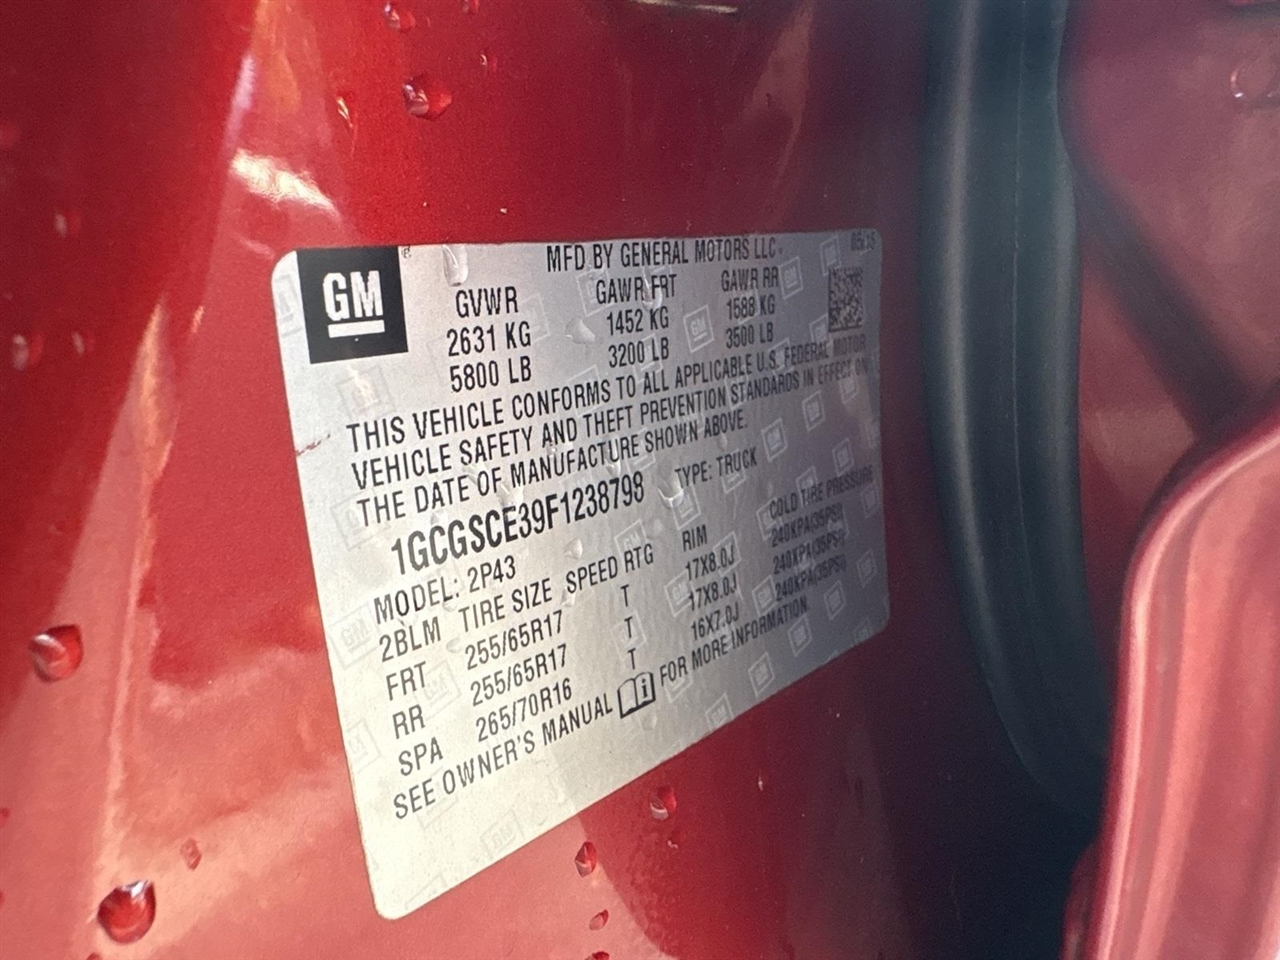 GM
MFD BY GENERAL MOTORS LLC
05/15
GVWR GAWR FRT GAWR RR
2631 KG 1452 KG 1588 KG
5800 LB 3200 LB 3500 LB
THIS VEHICLE CONFORMS TO ALL APPLICABLE U.S. FEDERAL MOTOR
VEHICLE SAFETY AND THEFT PREVENTION STANDARDS IN EFFECT ON
THE DATE OF MANUFACTURE SHOWN ABOVE.
1GCGSCE39F1238798 TYPE: TRUCK
MODEL: 2P43
2BLM TIRE SIZE SPEED RTG RIM COLD TIRE PRESSURE
FRT 255/65R17 T 17X8.0J 240KPA(35PSI)
RR 255/65R17 T 17X8.0J 240KPA(35PSI)
SPA 265/70R16 T 16X7.0J 240KPA(35PSI)
SEE OWNER'S MANUAL FOR MORE INFORMATION